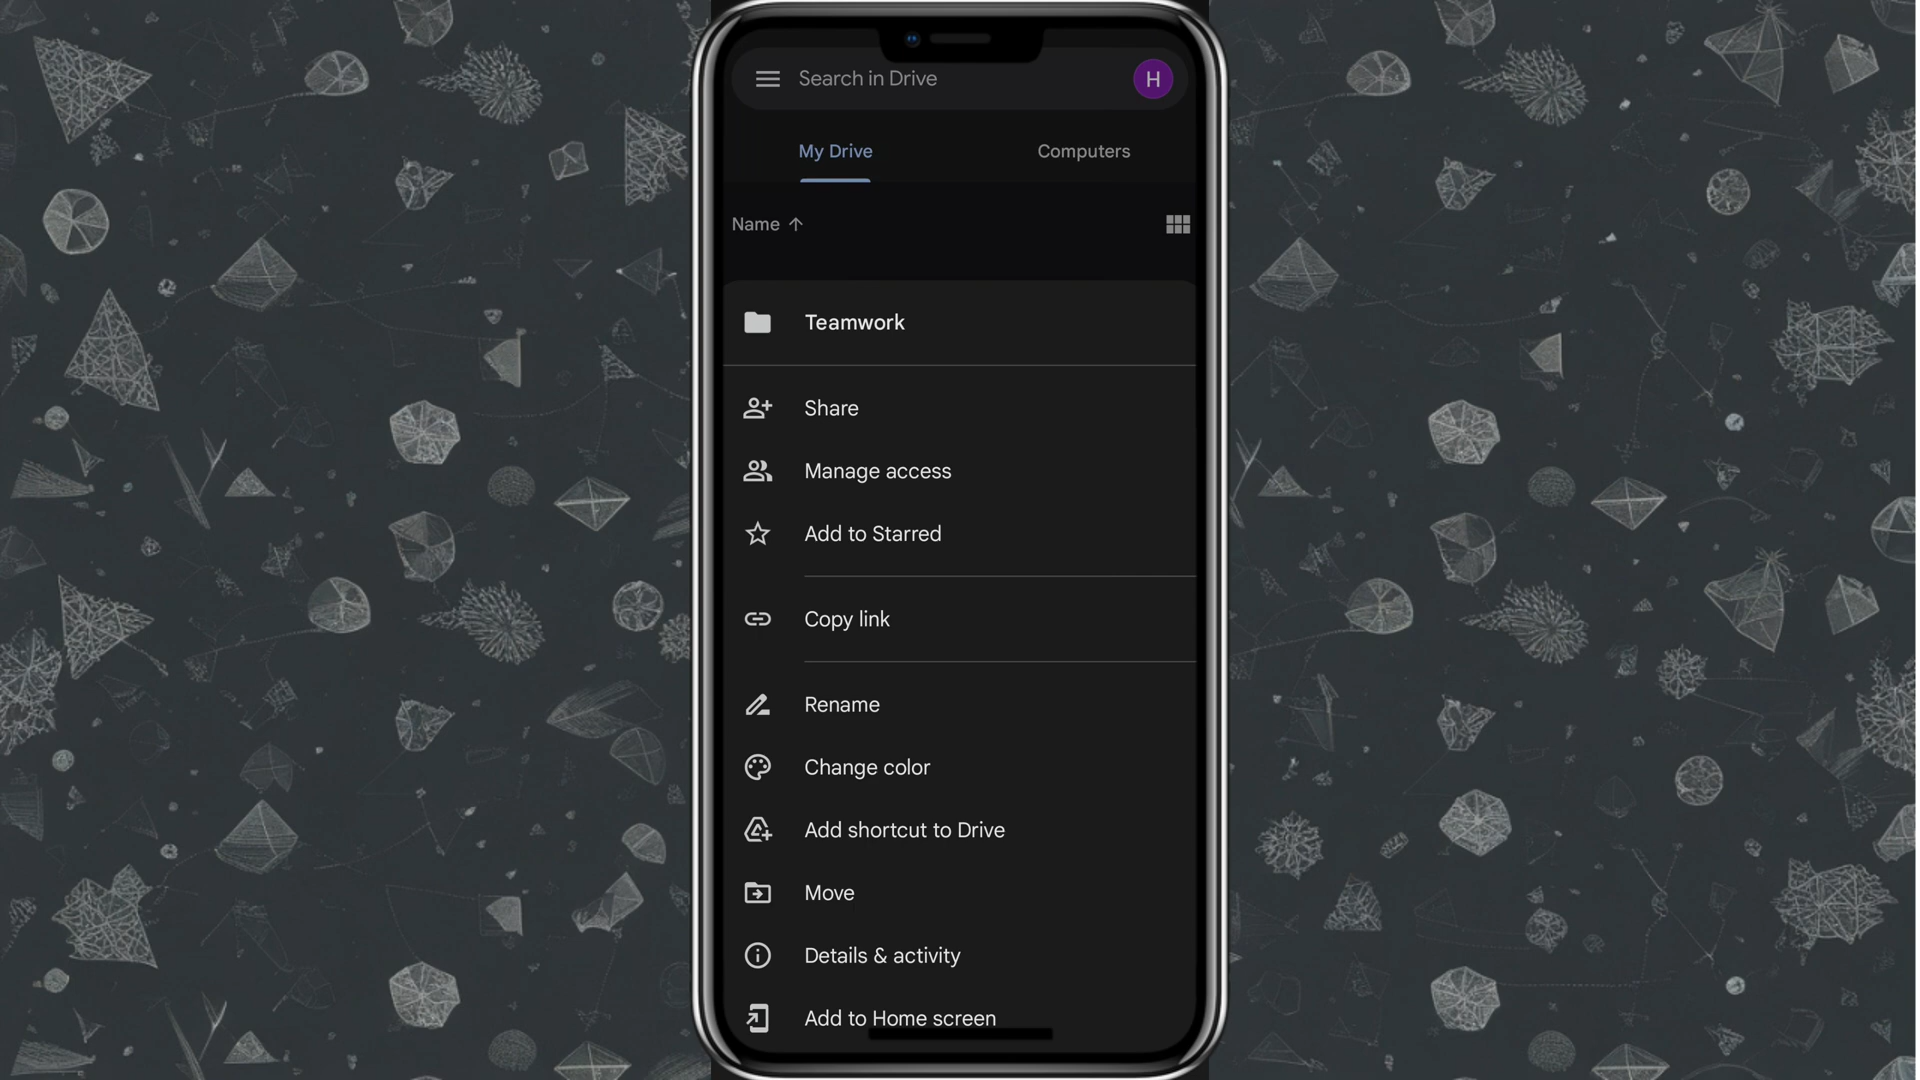 Search in Drive
H
My Drive
Computers
Name
Teamwork
Share
Manage access
Add to Starred
Copy link
Rename
Change color
Add shortcut to Drive
Move
Details & activity
Add to Home screen